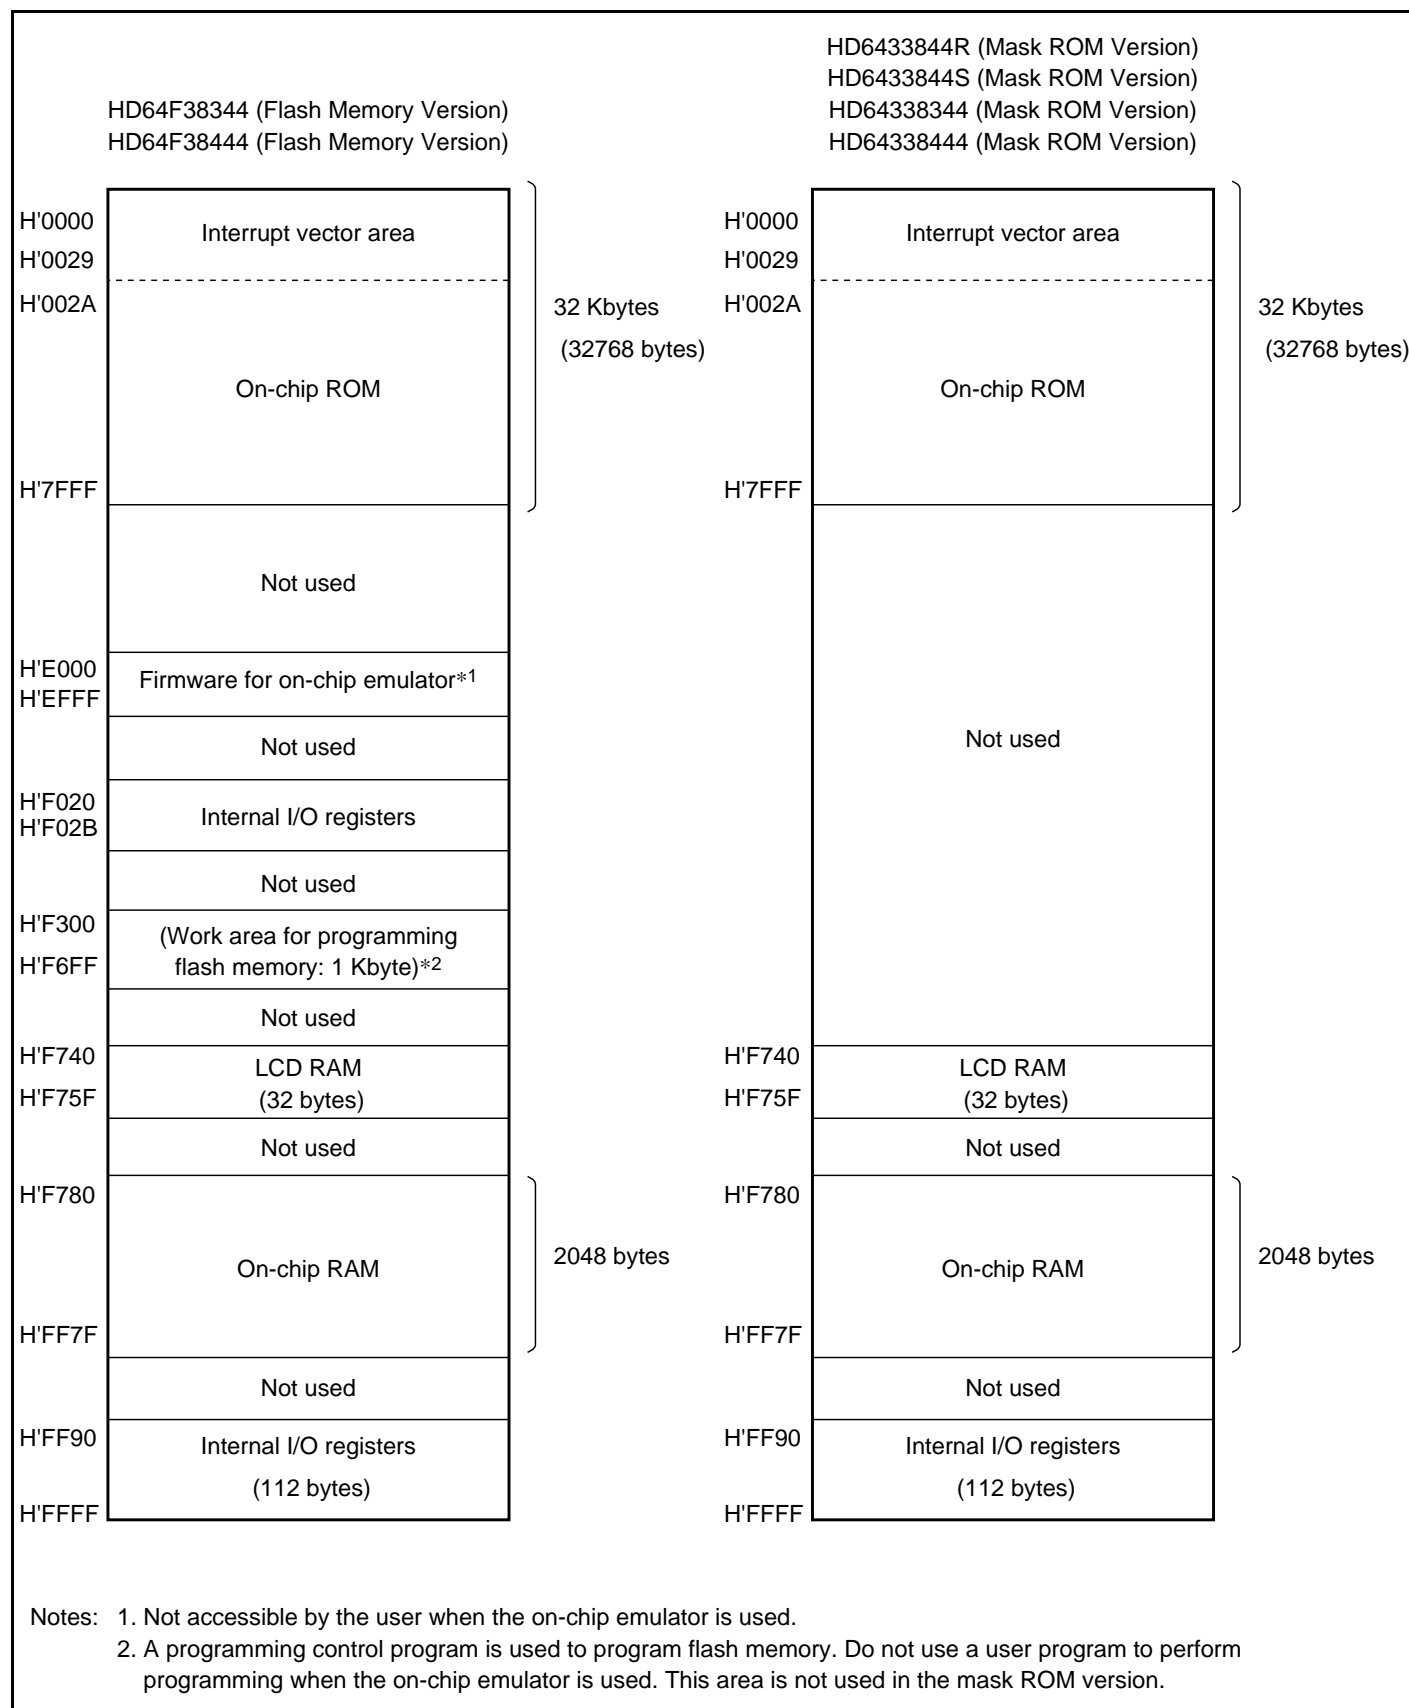 HD64F38344 (Flash Memory Version)
HD64F38444 (Flash Memory Version)
H'0000
Interrupt vector area
H'0029
H'002A
32 Kbytes
(32768 bytes)
On-chip ROM
H'7FFF
Not used
H'E000
Firmware for on-chip emulator*1
H'EFFF
Not used
H'F020
Internal I/O registers
H'F02B
Not used
H'F300
(Work area for programming
flash memory: 1 Kbyte)*2
H'F6FF
Not used
H'F740
LCD RAM
H'F75F
(32 bytes)
Not used
H'F780
On-chip RAM
2048 bytes
H'FF7F
Not used
H'FF90
Internal I/O registers
(112 bytes)
H'FFFF
HD6433844R (Mask ROM Version)
HD6433844S (Mask ROM Version)
HD64338344 (Mask ROM Version)
HD64338444 (Mask ROM Version)
H'0000
Interrupt vector area
H'0029
H'002A
32 Kbytes
(32768 bytes)
On-chip ROM
H'7FFF
Not used
H'F740
LCD RAM
H'F75F
(32 bytes)
Not used
H'F780
On-chip RAM
2048 bytes
H'FF7F
Not used
H'FF90
Internal I/O registers
(112 bytes)
H'FFFF
Notes: 1. Not accessible by the user when the on-chip emulator is used.
2. A programming control program is used to program flash memory. Do not use a user program to perform
programming when the on-chip emulator is used. This area is not used in the mask ROM version.